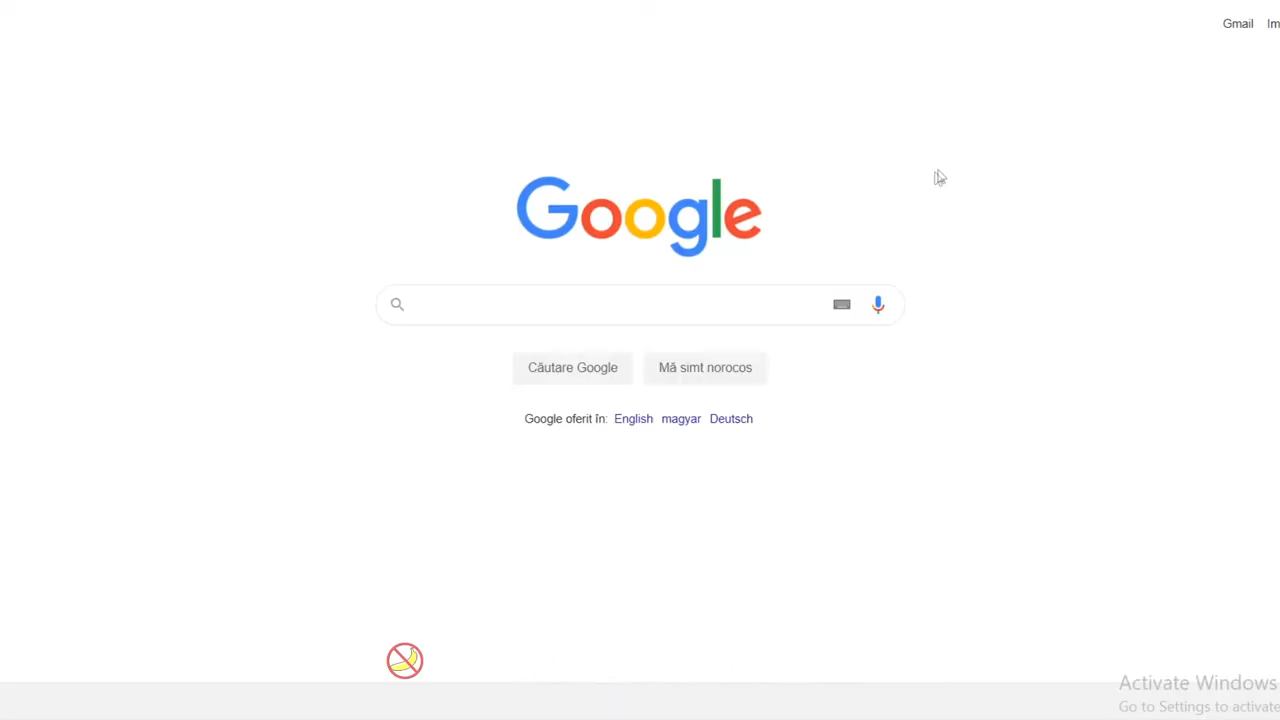 Gmail Im
Google
Căutare Google Mă simt norocos
Google oferit în: English magyar Deutsch
Activate Windows
Go to Settings to activate